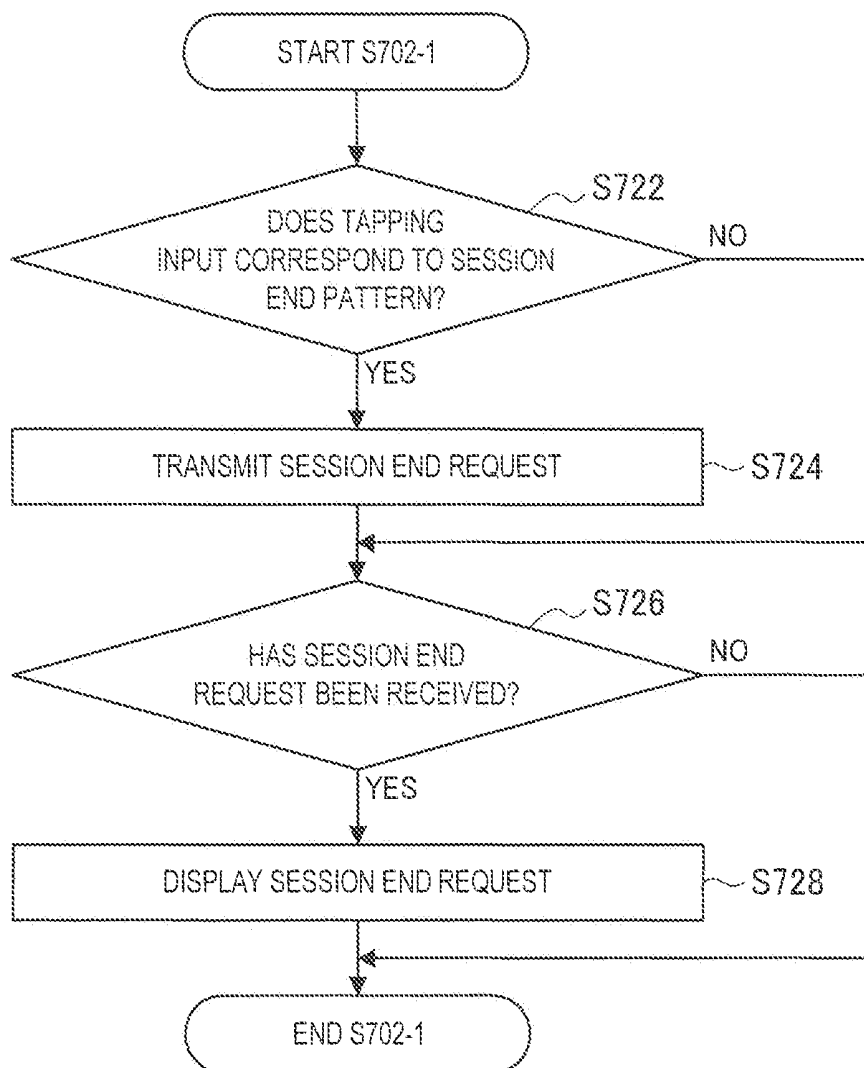 START S702-1
S722
DOES TAPPING
INPUT CORRESPOND TO SESSION
END PATTERN?
NO
YES
TRANSMIT SESSION END REQUEST
S724
S726
HAS SESSION END
REQUEST BEEN RECEIVED?
NO
YES
DISPLAY SESSION END REQUEST
S728
END S702-1